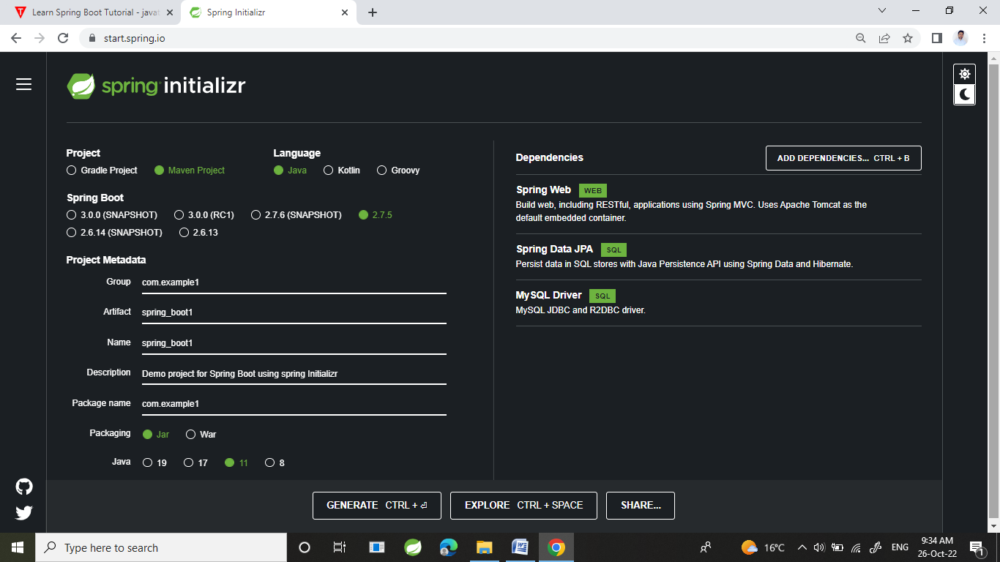 Learn Spring Boot Tutorial - javat
Spring Initializr
start.spring.io
spring initializr
Project
Gradle Project Maven Project
Language
Java Kotlin Groovy
Spring Boot
3.0.0 (SNAPSHOT) 3.0.0 (RC1) 2.7.6 (SNAPSHOT) 2.7.5
2.6.14 (SNAPSHOT) 2.6.13
Project Metadata
Group com.example1
Artifact spring_boot1
Name spring_boot1
Description Demo project for Spring Boot using spring Initializr
Package name com.example1
Packaging Jar War
Java 19 17 11 8
Dependencies ADD DEPENDENCIES... CTRL + B
Spring Web WEB
Build web, including RESTful, applications using Spring MVC. Uses Apache Tomcat as the
default embedded container.
Spring Data JPA SQL
Persist data in SQL stores with Java Persistence API using Spring Data and Hibernate.
MySQL Driver SQL
MySQL JDBC and R2DBC driver.
GENERATE CTRL + ⏎ EXPLORE CTRL + SPACE SHARE...
Type here to search
16°C
ENG
9:34 AM
26-Oct-22
1